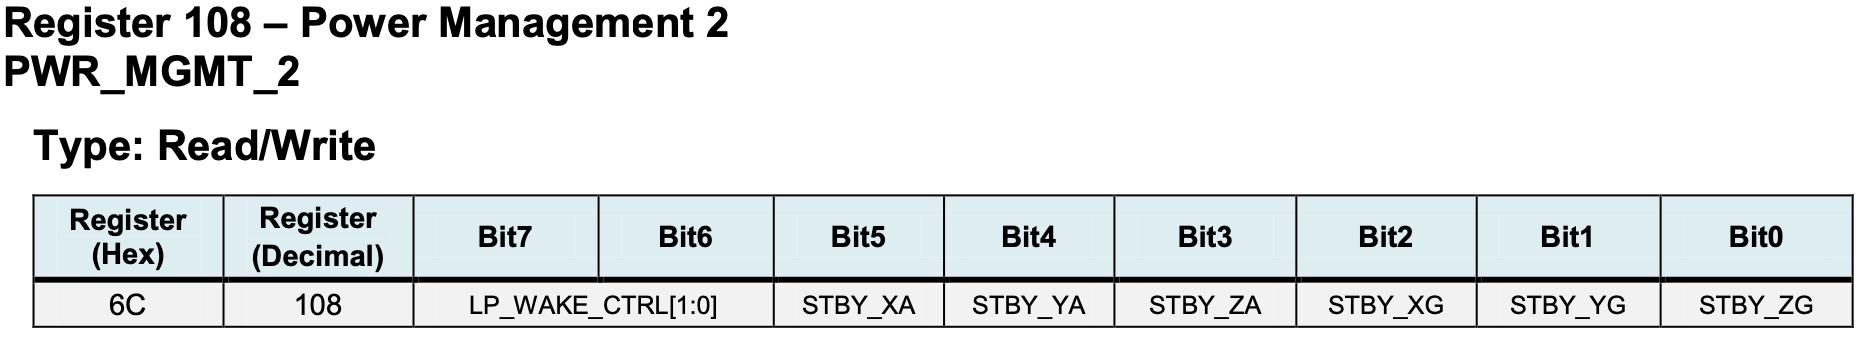 Register 108 – Power Management 2
PWR_MGMT_2
Type: Read/Write
Register (Hex) Register (Decimal) Bit7 Bit6 Bit5 Bit4 Bit3 Bit2 Bit1 Bit0
6C 108 LP_WAKE_CTRL[1:0] STBY_XA STBY_YA STBY_ZA STBY_XG STBY_YG STBY_ZG